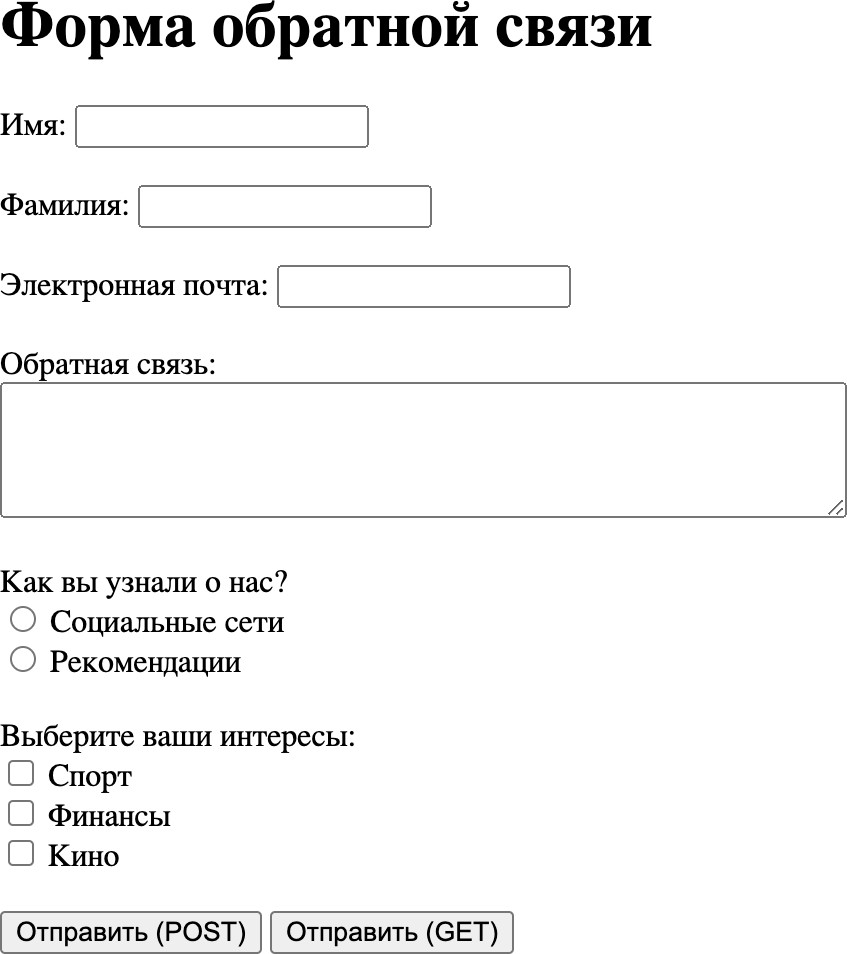 Форма обратной связи
Имя:
Фамилия:
Электронная почта:
Обратная связь:
Как вы узнали о нас?
Социальные сети
Рекомендации
Выберите ваши интересы:
Спорт
Финансы
Кино
Отправить (POST) Отправить (GET)